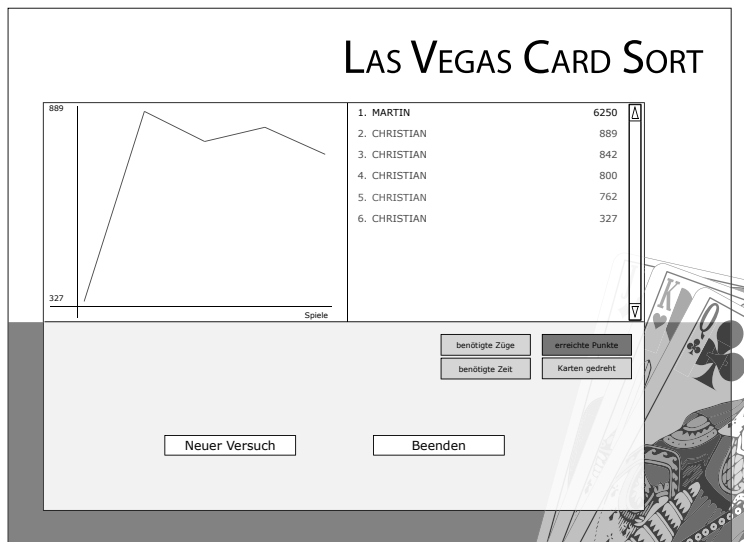 LAS VEGAS CARD SORT
889
327
Spiele
1. MARTIN 6250
2. CHRISTIAN 889
3. CHRISTIAN 842
4. CHRISTIAN 800
5. CHRISTIAN 762
6. CHRISTIAN 327
benötigte Züge erreichte Punkte
benötigte Zeit Karten gedreht
Neuer Versuch Beenden
K
Q